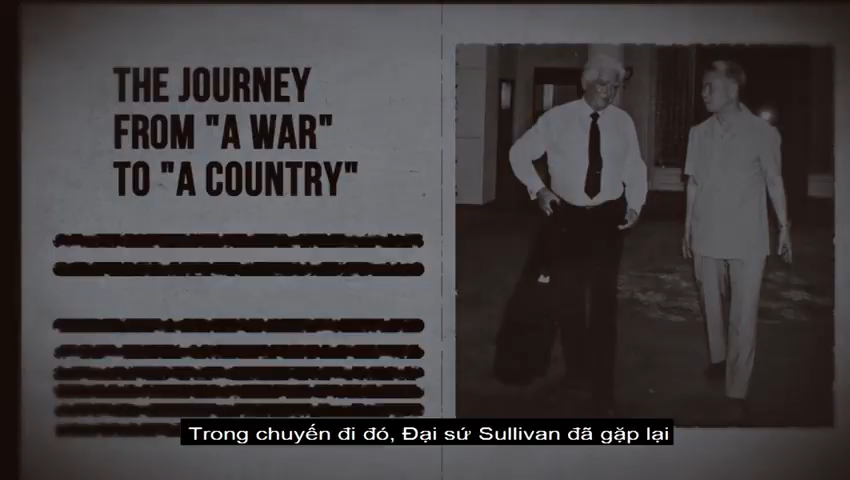 THE JOURNEY
FROM "A WAR"
TO "A COUNTRY"
Trong chuyến đi đó, Đại sứ Sullivan đã gặp lại